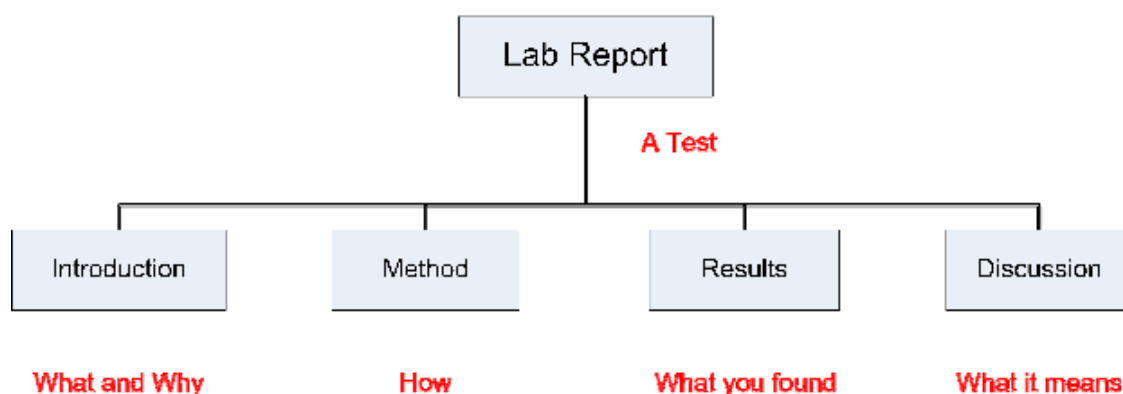 Lab Report
A Test
Introduction
Method
Results
Discussion
What and Why
How
What you found
What it means